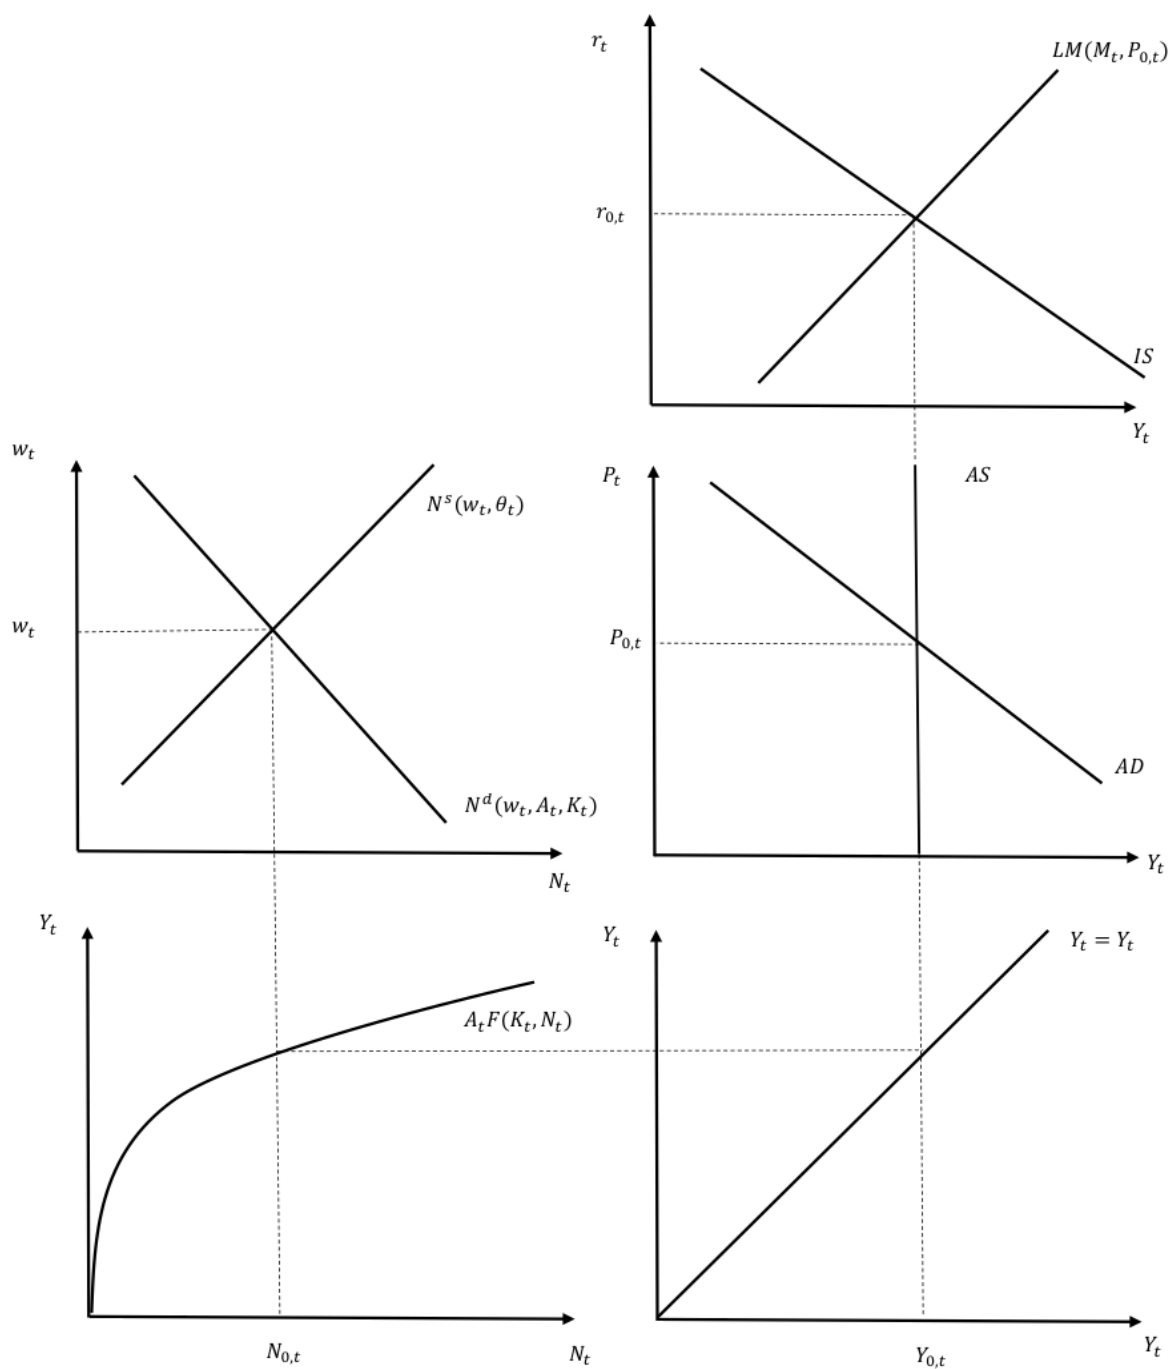 r_t
LM(M_t, P_{0,t})
r_{0,t}
IS
Y_t
w_t
N^s(w_t, θ_t)
w_t
N^d(w_t, A_t, K_t)
N_t
P_t
AS
P_{0,t}
AD
Y_t
Y_t
A_tF(K_t, N_t)
N_{0,t}
N_t
Y_t
Y_t = Y_t
Y_{0,t}
Y_t